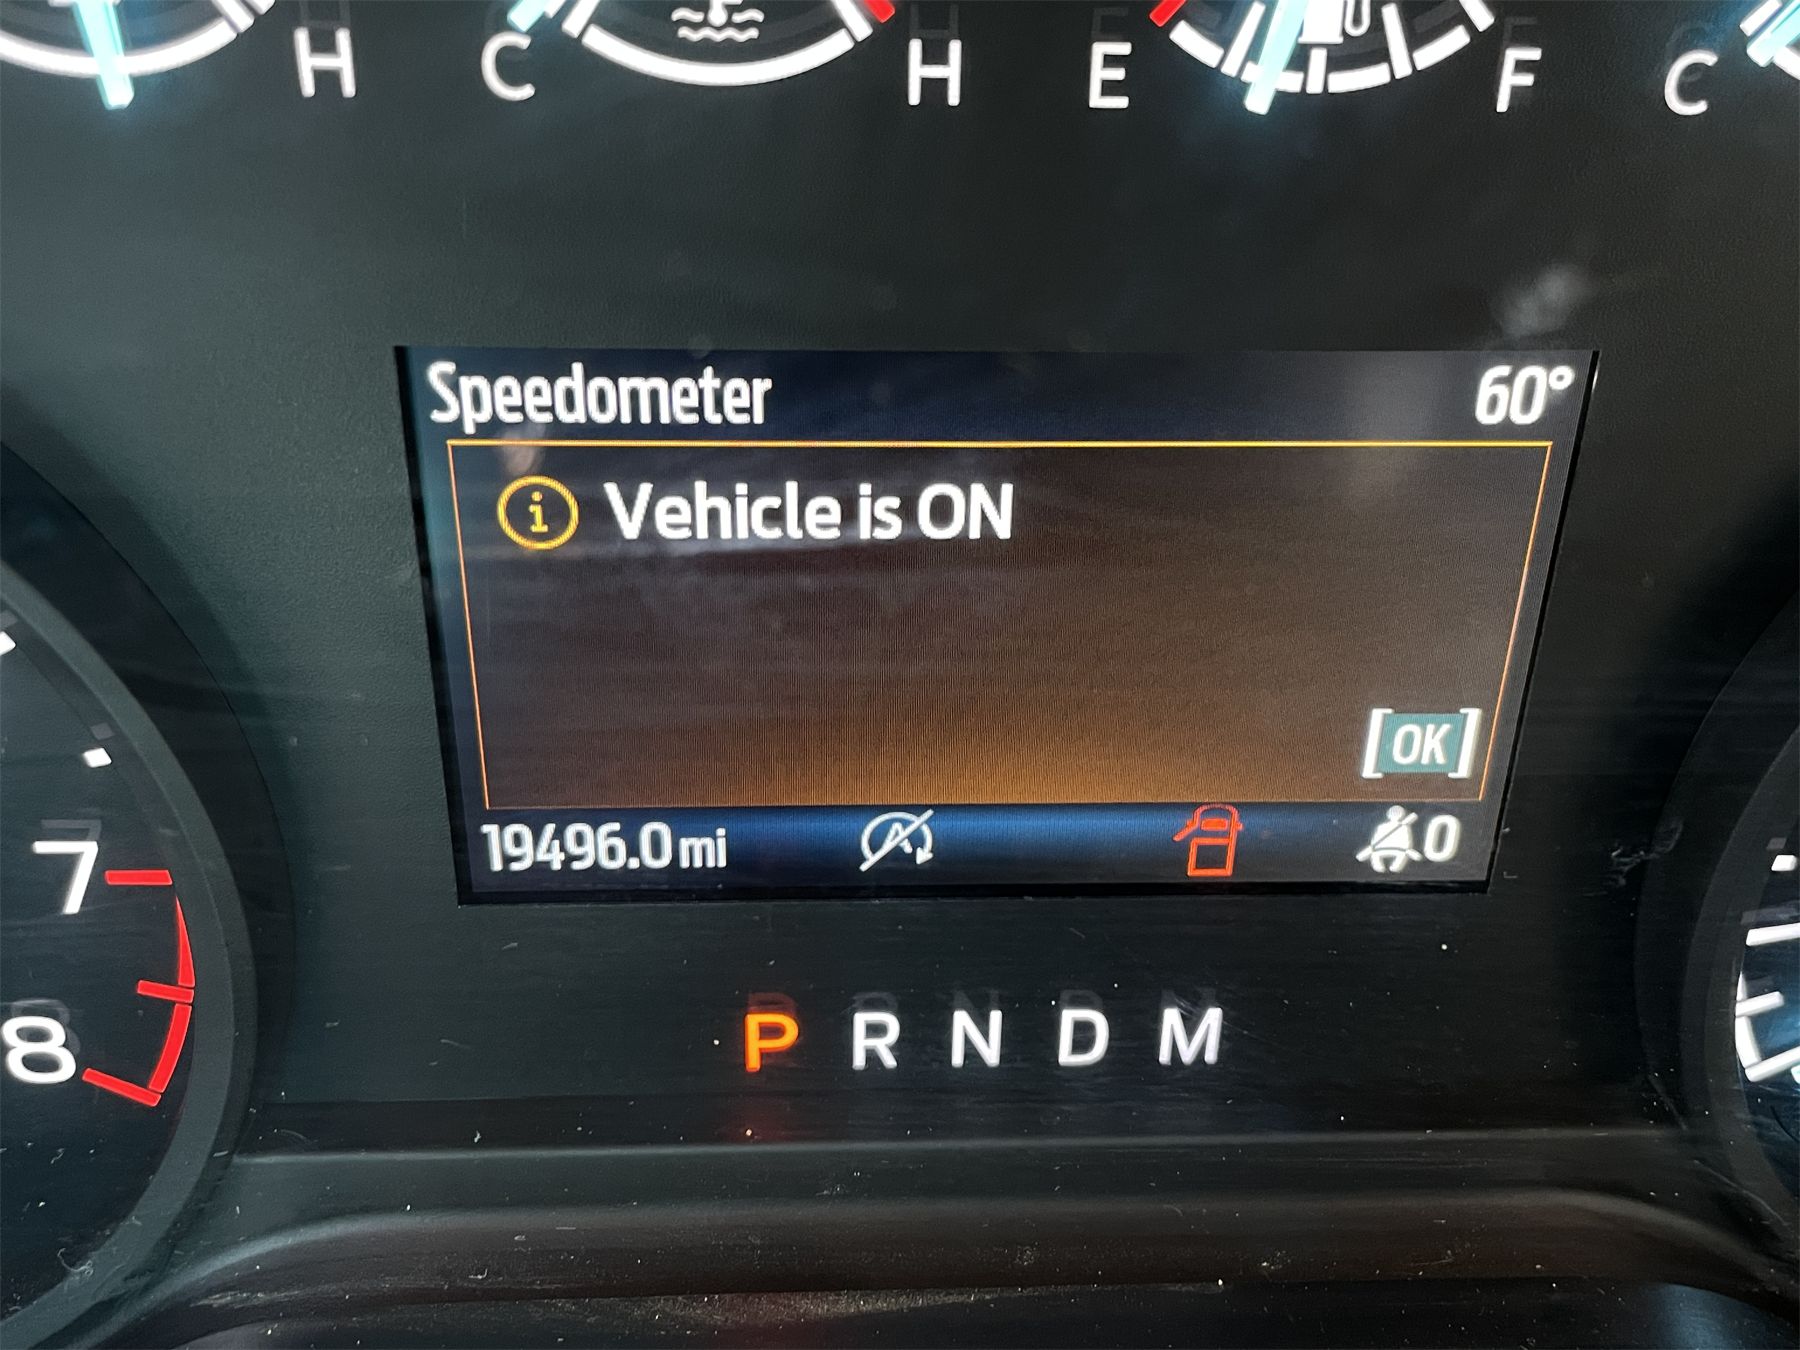 H C H E F C
Speedometer 60°
i Vehicle is ON
[OK]
19496.0 mi A 0
7
8
P R N D M